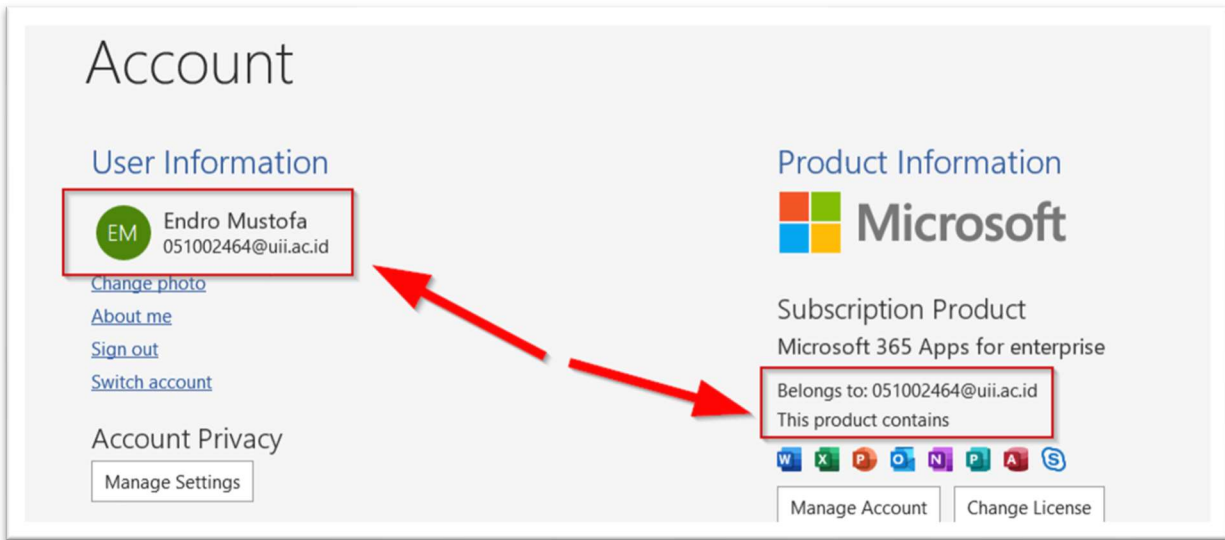 Account
User Information
EM
Endro Mustofa
051002464@uii.ac.id
Change photo
About me
Sign out
Switch account
Account Privacy
Manage Settings
Product Information
Microsoft
Subscription Product
Microsoft 365 Apps for enterprise
Belongs to: 051002464@uii.ac.id
This product contains
W X P O N P A S
Manage Account Change License